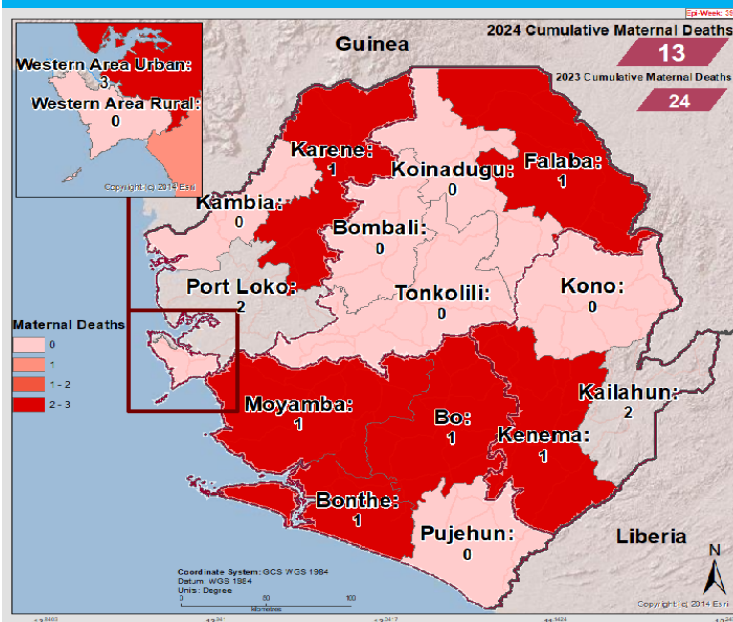 Epi-Week: 39
2024 Cumulative Maternal Deaths
13
2023 Cumulative Maternal Deaths
24
Guinea
Western Area Urban:
3
Western Area Rural:
0
Copyright:(c) 2014 Esri
Karene:
1
Koinadugu:
0
Falaba:
1
Kambia:
0
Bombali:
0
Port Loko:
2
Tonkolili:
0
Kono:
0
Maternal Deaths
0
1
1 - 2
2 - 3
Moyamba:
1
Bo:
1
Kenema:
1
Kailahun:
2
Bonthe:
1
Pujehun:
0
Liberia
N
Coordinate System: GCS WGS 1984
Datum: WGS 1984
Units: Degree
0 50 100
Kilometres
Copyright:(c) 2014 Esri